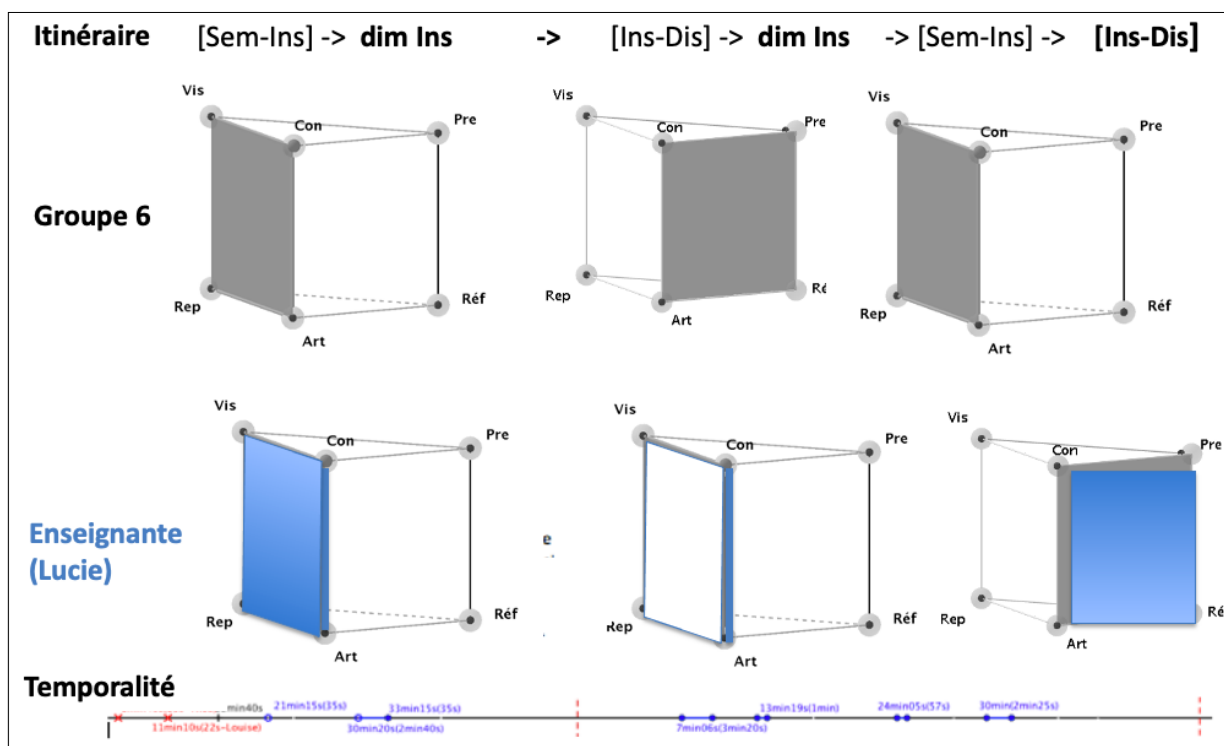 Itinéraire [Sem-Ins] -> dim Ins -> [Ins-Dis] -> dim Ins -> [Sem-Ins] -> [Ins-Dis]
Vis Con Pre Vis Con Pre Vis Con Pre
Groupe 6
Rep Art Réf Rep Art Ré Rep Art Réf
Vis Con Pre Vis Con Pre Vis Con Pre
Enseignante
(Lucie)
e
Rep Art Réf Rep Art Réf Rep Art Ré
Temporalité
min40s 21min15s(35s) 33min15s(35s) 13min19s(1min) 24min05s(57s) 30min(2min25s)
11min10s(22s-Louise) 30min20s(2min40s) 7min06s(3min20s)